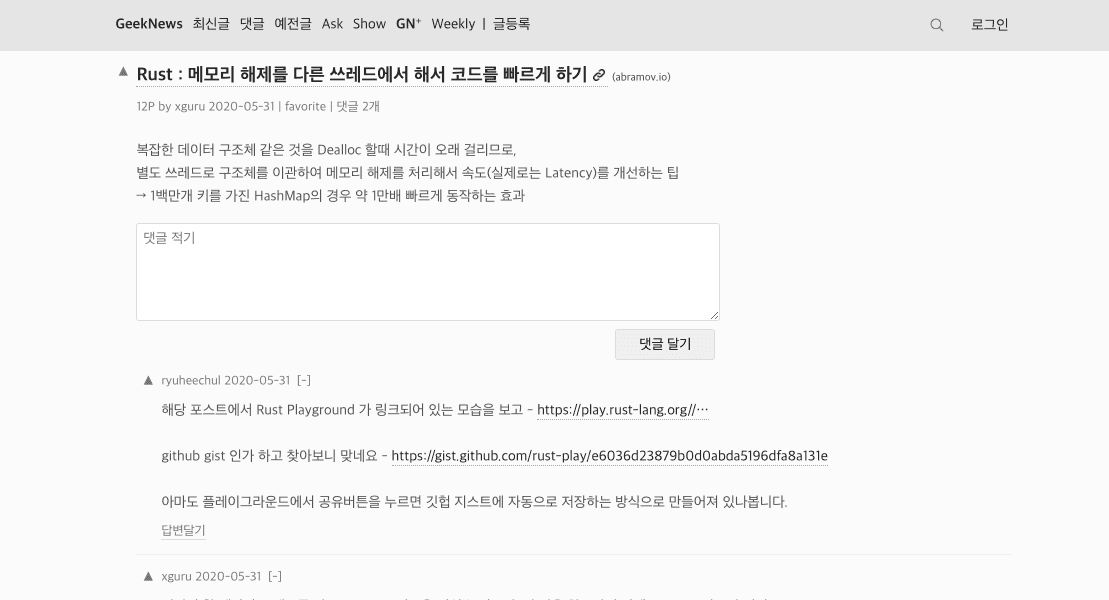 GeekNews 최신글 댓글 예전글 Ask Show GN⁺ Weekly | 글등록 로그인
▲ Rust : 메모리 해제를 다른 쓰레드에서 해서 코드를 빠르게 하기 (abramov.io)
12P by xguru 2020-05-31 | favorite | 댓글 2개
복잡한 데이터 구조체 같은 것을 Dealloc 할때 시간이 오래 걸리므로,
별도 쓰레드로 구조체를 이관하여 메모리 해제를 처리해서 속도(실제로는 Latency)를 개선하는 팁
→ 1백만개 키를 가진 HashMap의 경우 약 1만배 빠르게 동작하는 효과
댓글 적기
댓글 달기
▲ ryuheechul 2020-05-31 [-]
해당 포스트에서 Rust Playground 가 링크되어 있는 모습을 보고 - https://play.rust-lang.org//…
github gist 인가 하고 찾아보니 맞네요 - https://gist.github.com/rust-play/e6036d23879b0d0abda5196dfa8a131e
아마도 플레이그라운드에서 공유버튼을 누르면 깃헙 지스트에 자동으로 저장하는 방식으로 만들어져 있나봅니다.
답변달기
▲ xguru 2020-05-31 [-]